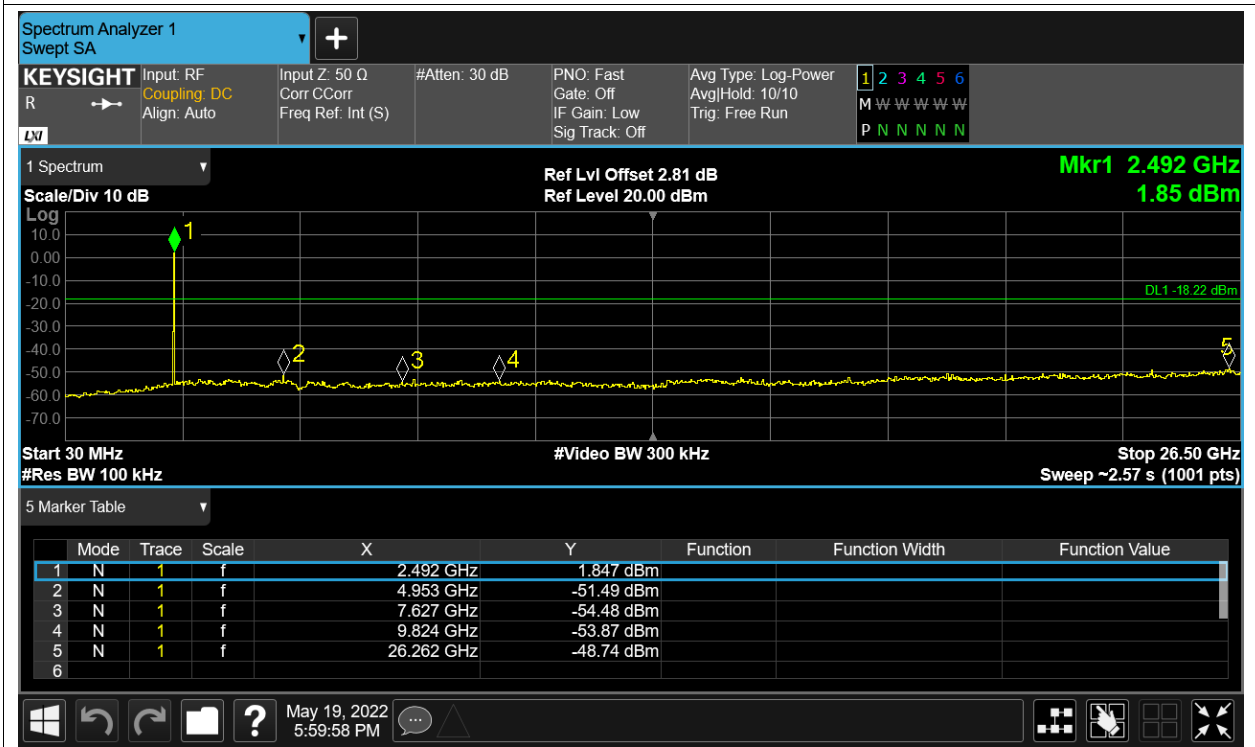 Spectrum Analyzer 1
Swept SA
KEYSIGHT
R
LXI
Input: RF
Coupling: DC
Align: Auto
Input Z: 50 Ω
Corr CCorr
Freq Ref: Int (S)
#Atten: 30 dB
PNO: Fast
Gate: Off
IF Gain: Low
Sig Track: Off
Avg Type: Log-Power
Avg|Hold: 10/10
Trig: Free Run
1 2 3 4 5 6
M W W W W W
P N N N N N
1 Spectrum
Scale/Div 10 dB
Ref Lvl Offset 2.81 dB
Ref Level 20.00 dBm
Mkr1 2.492 GHz
1.85 dBm
Log
10.0
0.00
-10.0
-20.0
-30.0
-40.0
-50.0
-60.0
-70.0
1
2
3
4
5
DL1 -18.22 dBm
Start 30 MHz
#Video BW 300 kHz
Stop 26.50 GHz
#Res BW 100 kHz
Sweep ~2.57 s (1001 pts)
5 Marker Table
Mode Trace Scale X Y Function Function Width Function Value
1 N 1 f 2.492 GHz 1.847 dBm
2 N 1 f 4.953 GHz -51.49 dBm
3 N 1 f 7.627 GHz -54.48 dBm
4 N 1 f 9.824 GHz -53.87 dBm
5 N 1 f 26.262 GHz -48.74 dBm
6
?
May 19, 2022
5:59:58 PM